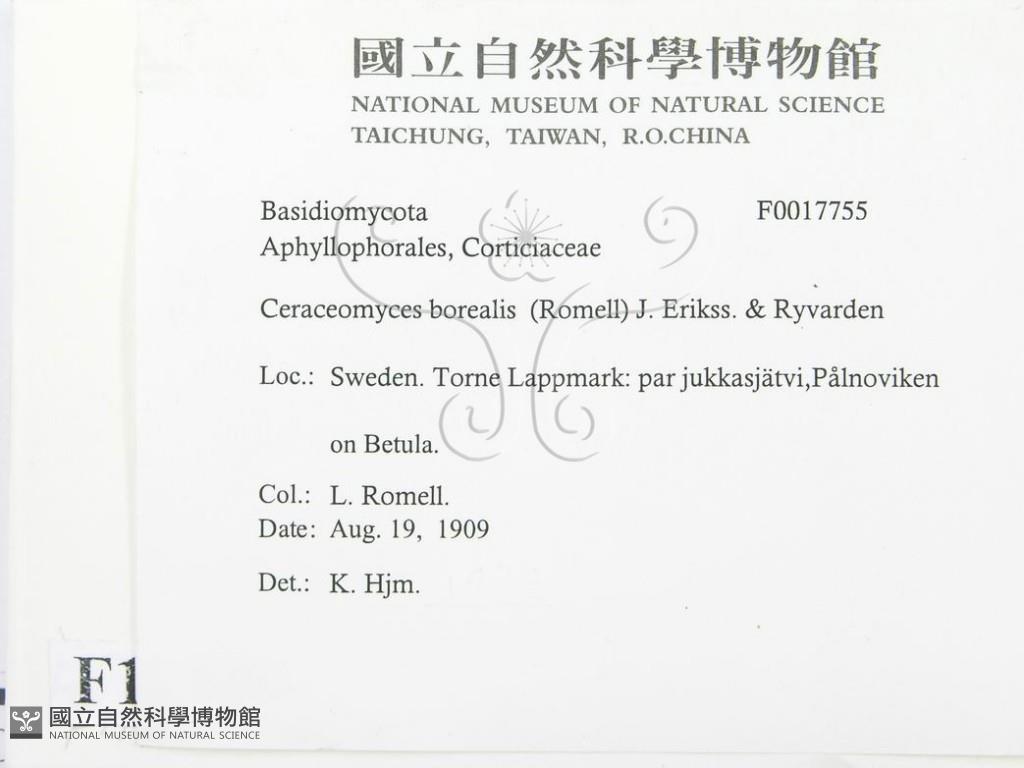 國立自然科學博物館
NATIONAL MUSEUM OF NATURAL SCIENCE
TAICHUNG, TAIWAN, R.O.CHINA
Basidiomycota F0017755
Aphyllophorales, Corticiaceae
Ceraceomyces borealis (Romell) J. Erikss. & Ryvarden
Loc.: Sweden. Torne Lappmark: par jukkasjätvi,Pålnoviken
on Betula.
Col.: L. Romell.
Date: Aug. 19, 1909
Det.: K. Hjm.
F1
國立自然科學博物館
NATIONAL MUSEUM OF NATURAL SCIENCE